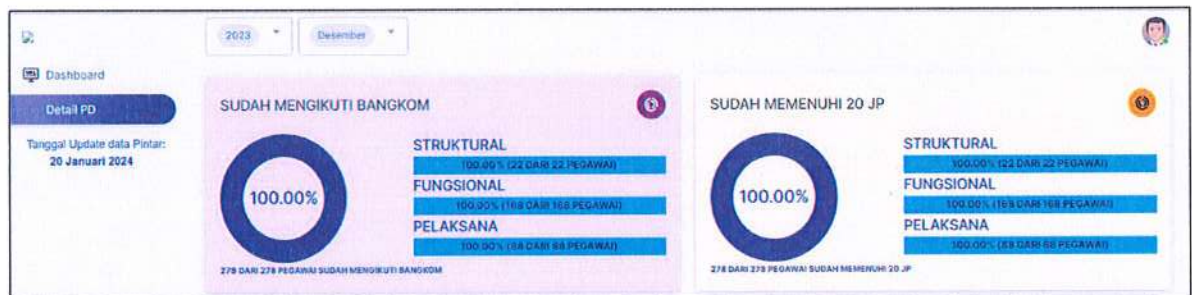 2023
Desember
Dashboard
Detail PD
Tanggal Update data Pintar:
20 Januari 2024
SUDAH MENGIKUTI BANGKOM
100.00%
STRUKTURAL
100.00% (22 DARI 22 PEGAWAI)
FUNGSIONAL
100.00% (168 DARI 168 PEGAWAI)
PELAKSANA
100.00% (88 DARI 88 PEGAWAI)
278 DARI 278 PEGAWAI SUDAH MENGIKUTI BANGKOM
SUDAH MEMENUHI 20 JP
100.00%
STRUKTURAL
100.00% (22 DARI 22 PEGAWAI)
FUNGSIONAL
100.00% (168 DARI 168 PEGAWAI)
PELAKSANA
100.00% (88 DARI 88 PEGAWAI)
278 DARI 278 PEGAWAI SUDAH MEMENUHI 20 JP